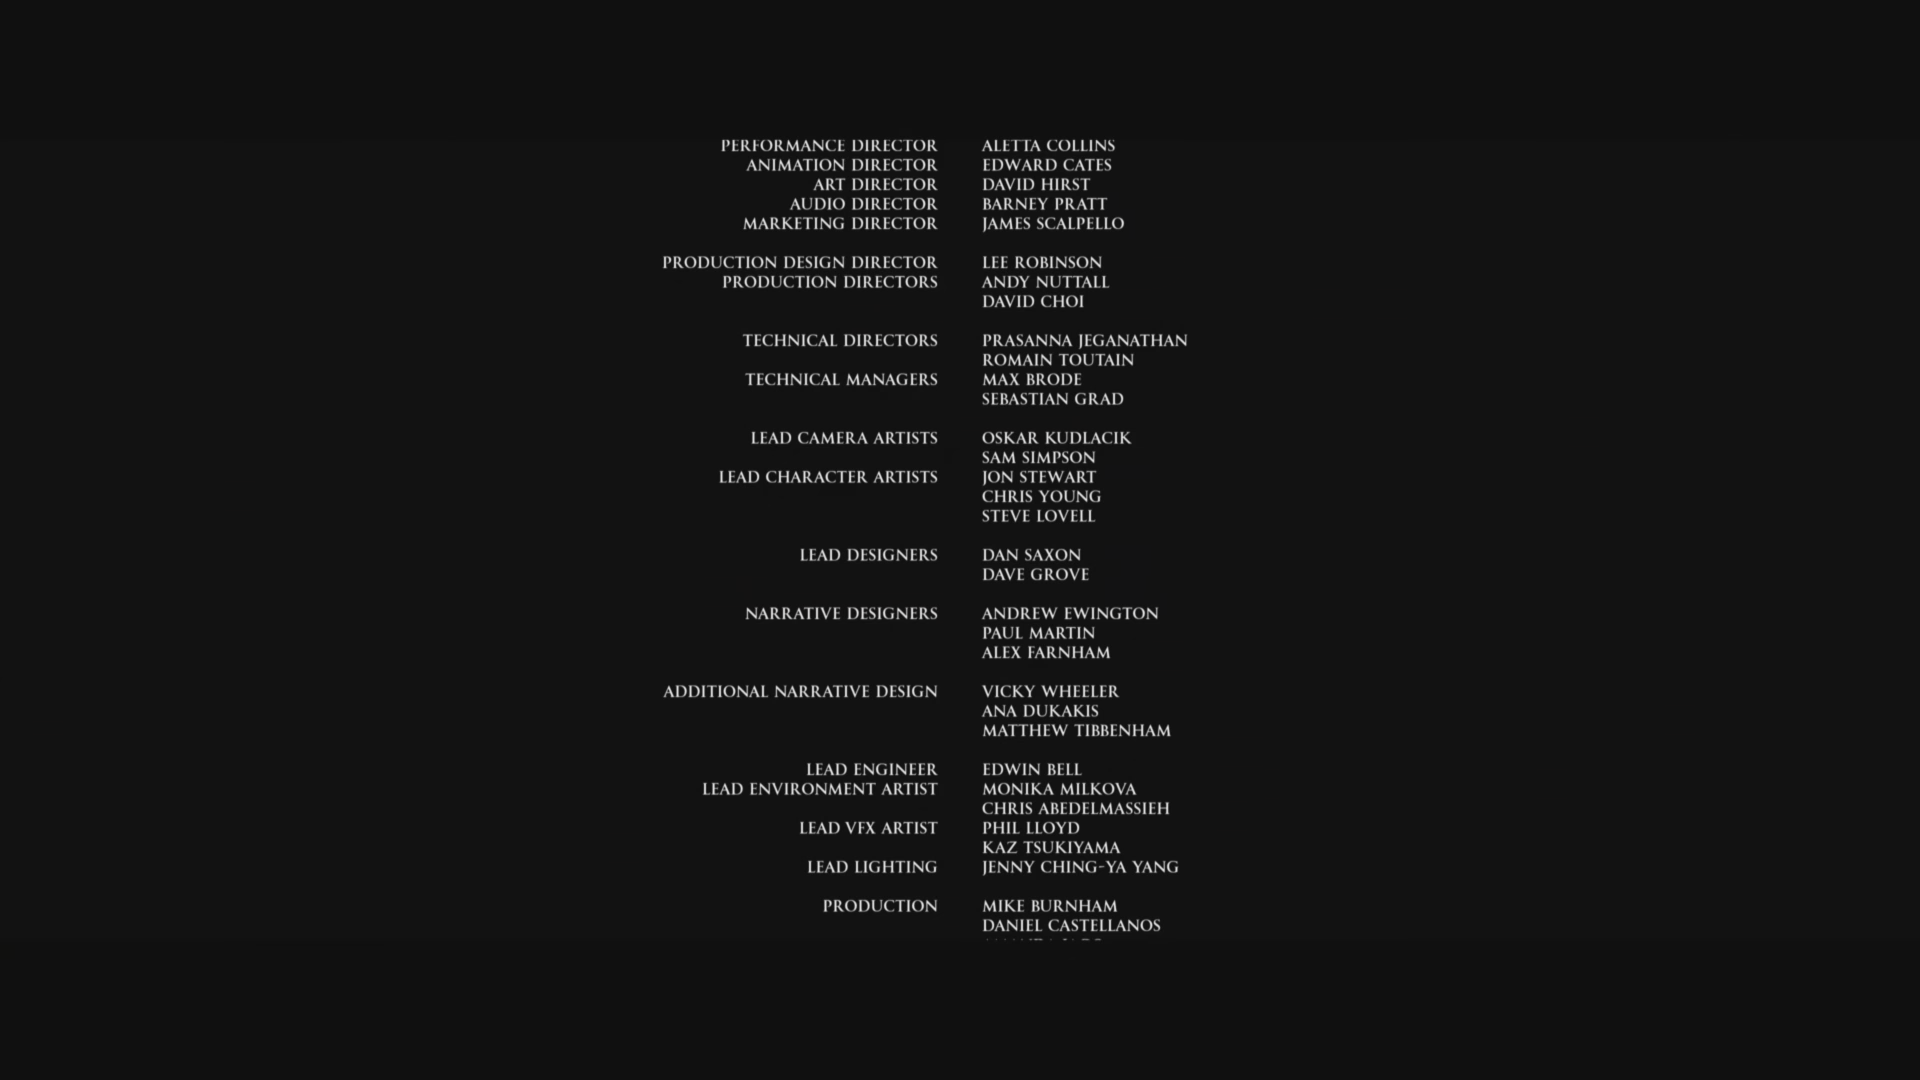 PERFORMANCE DIRECTOR ALETTA COLLINS
ANIMATION DIRECTOR EDWARD CATES
ART DIRECTOR DAVID HIRST
AUDIO DIRECTOR BARNEY PRATT
MARKETING DIRECTOR JAMES SCALPELLO
PRODUCTION DESIGN DIRECTOR LEE ROBINSON
PRODUCTION DIRECTORS ANDY NUTTALL
DAVID CHOI
TECHNICAL DIRECTORS PRASANNA JEGANATHAN
ROMAIN TOUTAIN
TECHNICAL MANAGERS MAX BRODE
SEBASTIAN GRAD
LEAD CAMERA ARTISTS OSKAR KUDLACIK
SAM SIMPSON
LEAD CHARACTER ARTISTS JON STEWART
CHRIS YOUNG
STEVE LOVELL
LEAD DESIGNERS DAN SAXON
DAVE GROVE
NARRATIVE DESIGNERS ANDREW EWINGTON
PAUL MARTIN
ALEX FARNHAM
ADDITIONAL NARRATIVE DESIGN VICKY WHEELER
ANA DUKAKIS
MATTHEW TIBBENHAM
LEAD ENGINEER EDWIN BELL
LEAD ENVIRONMENT ARTIST MONIKA MILKOVA
CHRIS ABEDELMASSIEH
LEAD VFX ARTIST PHIL LLOYD
KAZ TSUKIYAMA
LEAD LIGHTING JENNY CHING-YA YANG
PRODUCTION MIKE BURNHAM
DANIEL CASTELLANOS